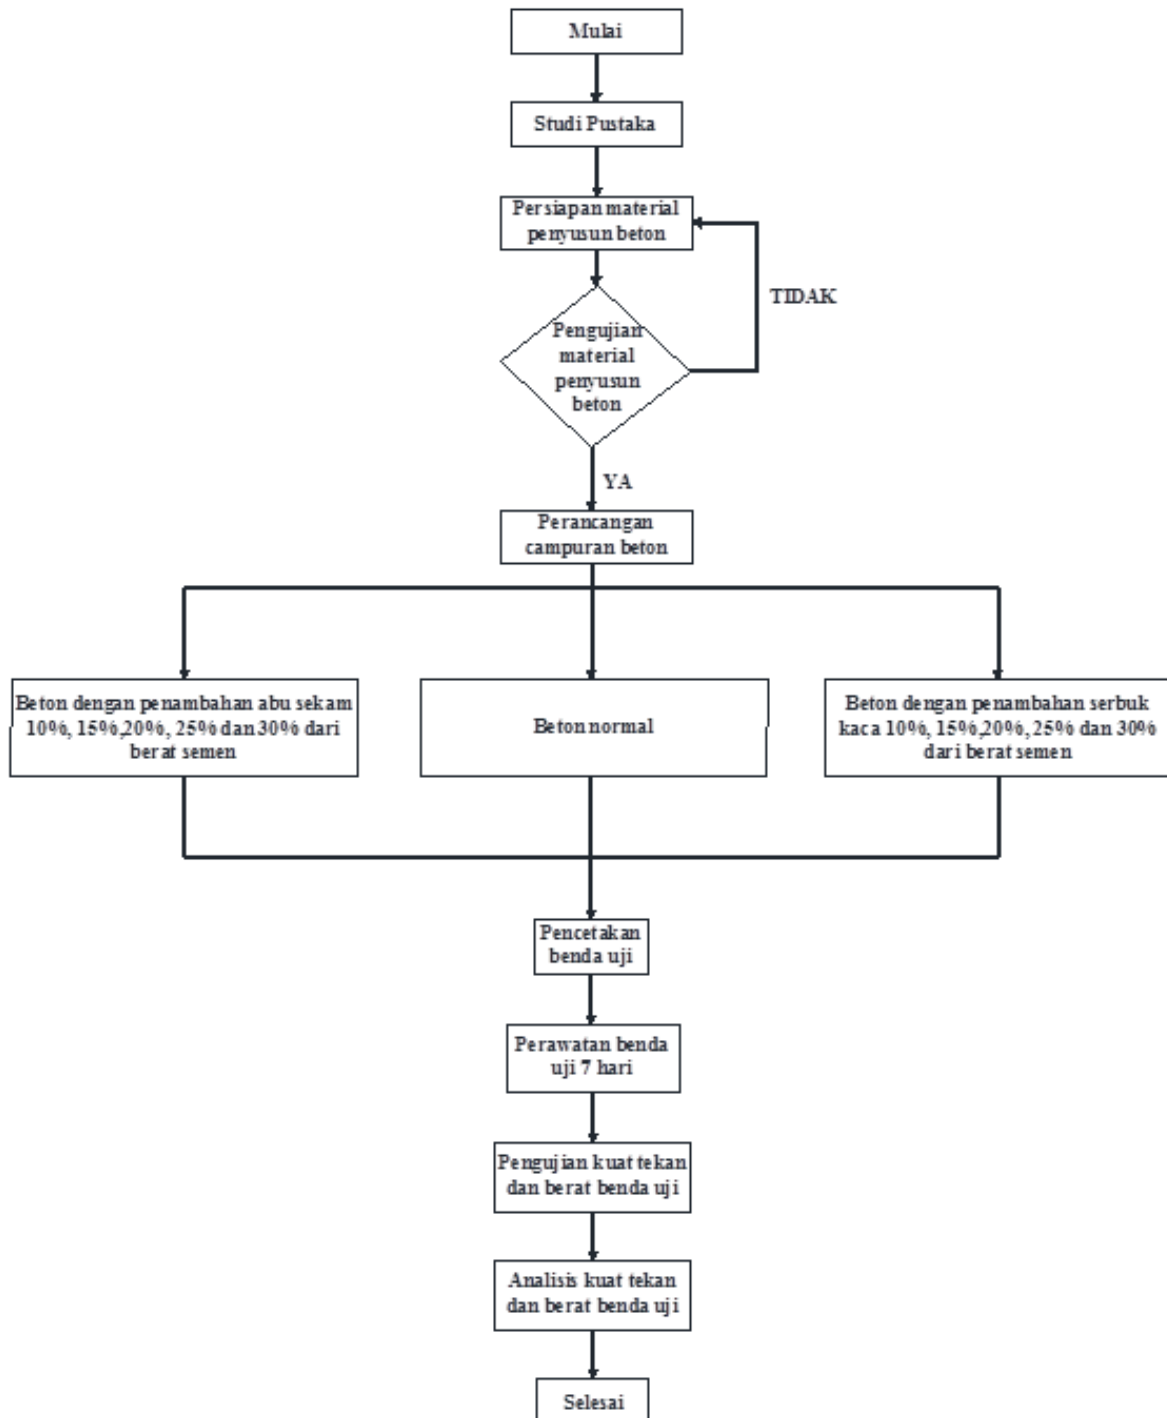 Mulai
Studi Pustaka
Persiapan material
penyusun beton
TIDAK
Pengujian
material
penyusun
beton
YA
Perancangan
campuran beton
Beton dengan penambahan abu sekam
10%, 15%,20%, 25% dan 30% dari
berat semen
Beton normal
Beton dengan penambahan serbuk
kaca 10%, 15%,20%, 25% dan 30%
dari berat semen
Pencetakan
benda uji
Perawatan benda
uji 7 hari
Pengujian kuat tekan
dan berat benda uji
Analisis kuat tekan
dan berat benda uji
Selesai